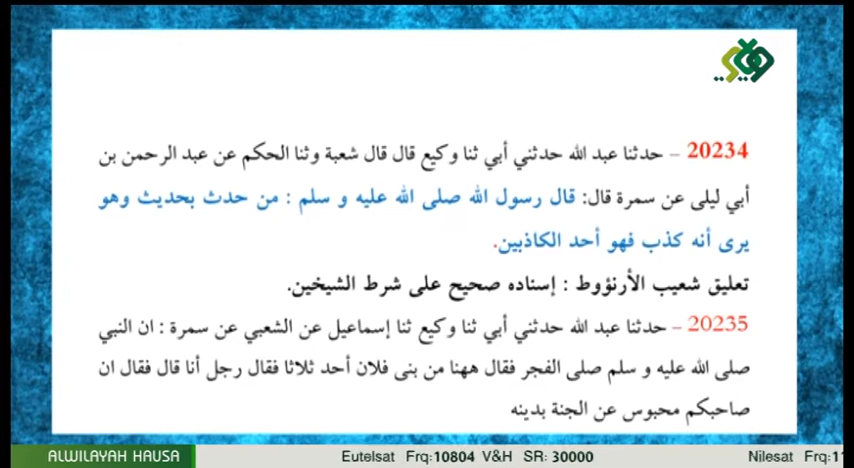 20234 – حدثنا عبد الله حدثني أبي ثنا وكيع قال قال شعبة وثنا الحكم عن عبد الرحمن بن
أبي ليلى عن سمرة قال: قال رسول الله صلى الله عليه و سلم : من حدث بحديث وهو
يرى أنه كذب فهو أحد الكاذبين.
تعليق شعيب الأرنؤوط : إسناده صحيح على شرط الشيخين.
20235 – حدثنا عبد الله حدثني أبي ثنا وكيع ثنا إسماعيل عن الشعبي عن سمرة : ان النبي
صلى الله عليه و سلم صلى الفجر فقال ههنا من بنى فلان أحد ثلاثا فقال رجل أنا قال فقال ان
صاحبكم محبوس عن الجنة بدينه
ALWILAYAH HAUSA Eutelsat Frq:10804 V&H SR: 30000 Nilesat Frq: